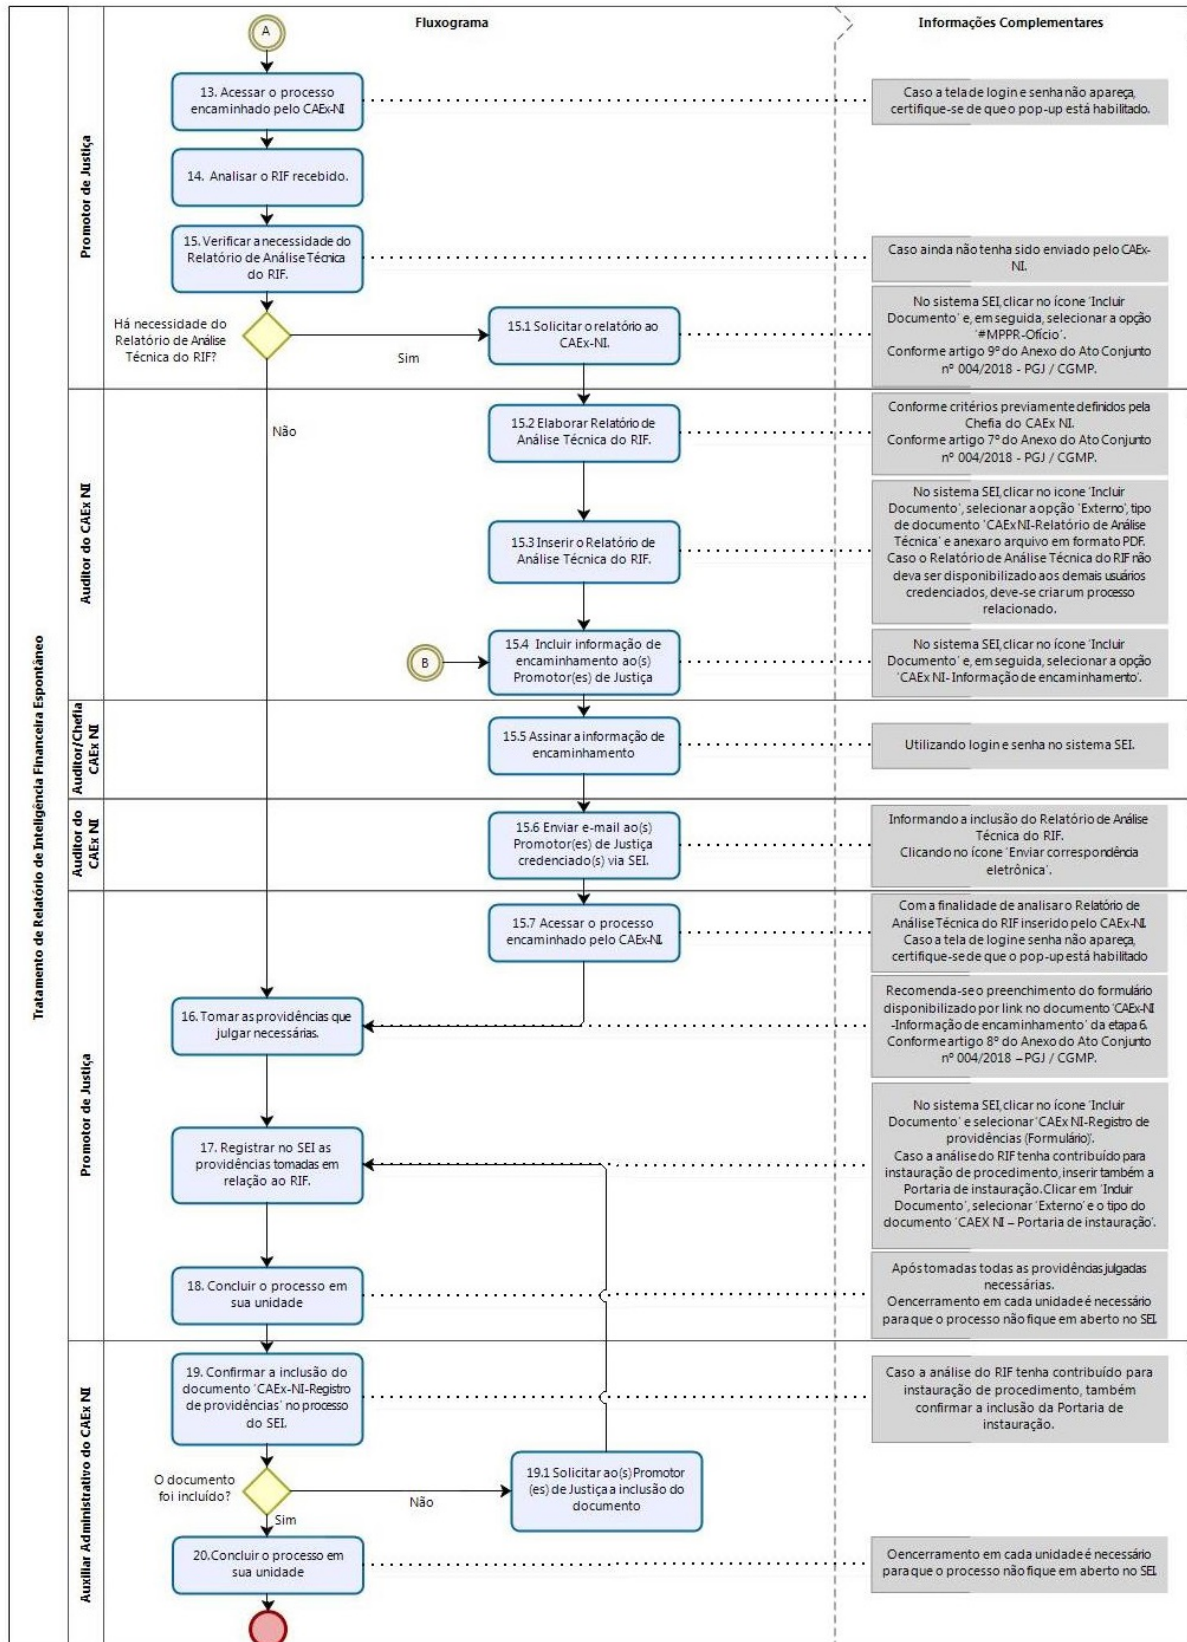 Fluxograma
Informações Complementares
Tratamento de Relatório de Inteligência Financeira Espontâneo
Promotor de Justiça
A
13. Acessar o processo
encaminhado pelo CAEx-NI
Caso a tela de login e senha não apareça,
certifique-se de que o pop-up está habilitado.
14. Analisar o RIF recebido.
15. Verificar a necessidade do
Relatório de Análise Técnica
do RIF.
Caso ainda não tenha sido enviado pelo CAEx-
NI.
Há necessidade do
Relatório de Análise
Técnica do RIF?
Sim
15.1 Solicitar o relatório ao
CAEx-NI.
No sistema SEI, clicar no ícone 'Incluir
Documento' e, em seguida, selecionar a opção
'#MPPR-Ofício'.
Conforme artigo 9º do Anexo do Ato Conjunto
nº 004/2018 - PGJ / CGMP.
Auditor do CAEx NI
Não
15.2 Elaborar Relatório de
Análise Técnica do RIF.
Conforme critérios previamente definidos pela
Chefia do CAEx NI.
Conforme artigo 7º do Anexo do Ato Conjunto
nº 004/2018 - PGJ / CGMP.
15.3 Inserir o Relatório de
Análise Técnica do RIF.
No sistema SEI, clicar no icone 'Incluir
Documento', selecionar a opção 'Externo', tipo
de documento 'CAEx NI-Relatório de Análise
Técnica' e anexar o arquivo em formato PDF.
Caso o Relatório de Análise Técnica do RIF não
deva ser disponibilizado aos demais usuários
credenciados, deve-se criar um processo
relacionado.
B
15.4 Incluir informação de
encaminhamento ao(s)
Promotor(es) de Justiça
No sistema SEI, clicar no ícone 'Incluir
Documento' e, em seguida, selecionar a opção
'CAEx NI- Informação de encaminhamento'.
Auditor/Chefia
CAEx NI
15.5 Assinar a informação de
encaminhamento
Utilizando login e senha no sistema SEI.
Auditor do
CAEx NI
15.6 Enviar e-mail ao(s)
Promotor(es) de Justiça
credenciado(s) via SEI.
Informando a inclusão do Relatório de Análise
Técnica do RIF.
Clicando no ícone 'Enviar correspondência
eletrônica'.
Promotor de Justiça
15.7 Acessar o processo
encaminhado pelo CAEx-NI.
Com a finalidade de analisar o Relatório de
Análise Técnica do RIF inserido pelo CAEx-NI.
Caso a tela de login e senha não apareça,
certifique-se de que o pop-up está habilitado
16. Tomar as providências que
julgar necessárias.
Recomenda-se o preenchimento do formulário
disponibilizado por link no documento 'CAEx-NI
-Informação de encaminhamento' da etapa 6.
Conforme artigo 8º do Anexo do Ato Conjunto
nº 004/2018 – PGJ / CGMP.
17. Registrar no SEI as
providências tomadas em
relação ao RIF.
No sistema SEI, clicar no ícone 'Incluir
Documento' e selecionar 'CAEx NI-Registro de
providências (Formulário)'.
Caso a análise do RIF tenha contribuído para
instauração de procedimento, inserir também a
Portaria de instauração. Clicar em 'Incluir
Documento', selecionar 'Externo' e o tipo do
documento 'CAEX NI – Portaria de instauração'.
18. Concluir o processo em
sua unidade
Após tomadas todas as providências julgadas
necessárias.
O encerramento em cada unidade é necessário
para que o processo não fique em aberto no SEI.
Auxiliar Administrativo do CAEx NI
19. Confirmar a inclusão do
documento 'CAEx-NI-Registro
de providências' no processo
do SEI.
Caso a análise do RIF tenha contribuído para
instauração de procedimento, também
confirmar a inclusão da Portaria de
instauração.
O documento
foi incluído?
Não
19.1 Solicitar ao(s) Promotor
(es) de Justiça a inclusão do
documento
Sim
20. Concluir o processo em
sua unidade
O encerramento em cada unidade é necessário
para que o processo não fique em aberto no SEI.